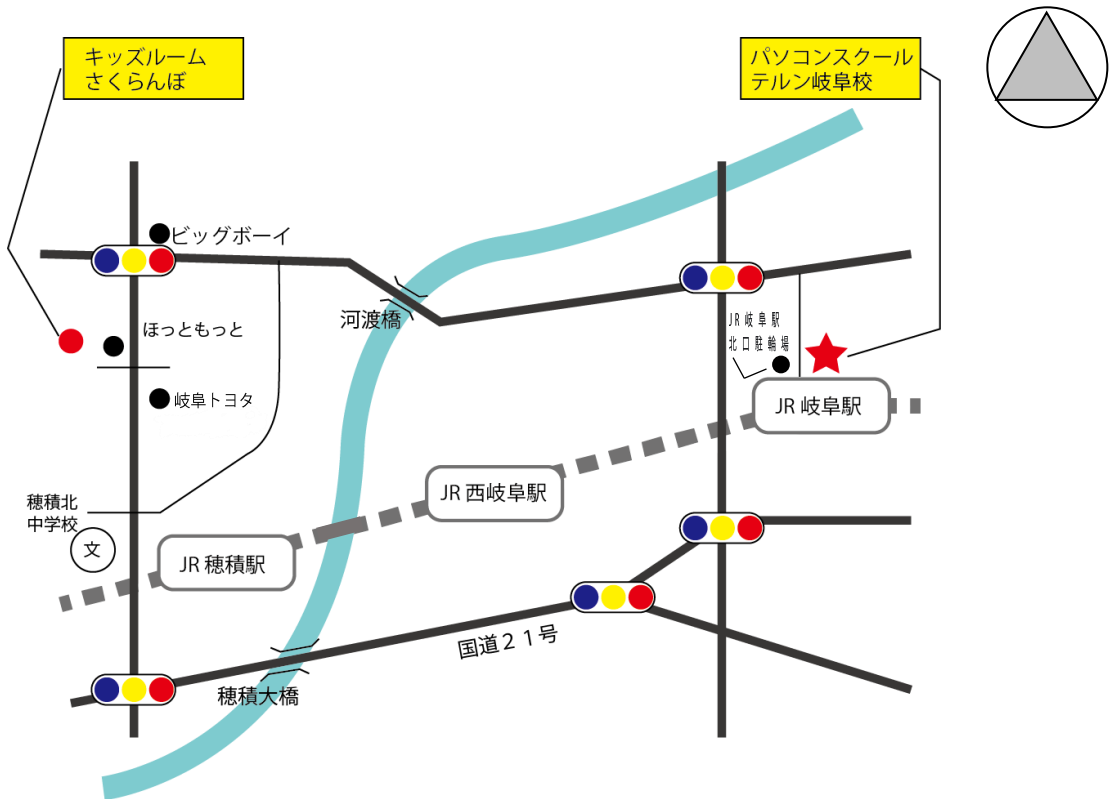 キッズルーム
さくらんぼ
パソコンスクール
テルン岐阜校
ビッグボーイ
河渡橋
ほっともっと
JR岐阜駅
北口駐輪場
岐阜トヨタ
JR 岐阜駅
JR 西岐阜駅
穂積北
中学校
文
JR 穂積駅
国道２１号
穂積大橋